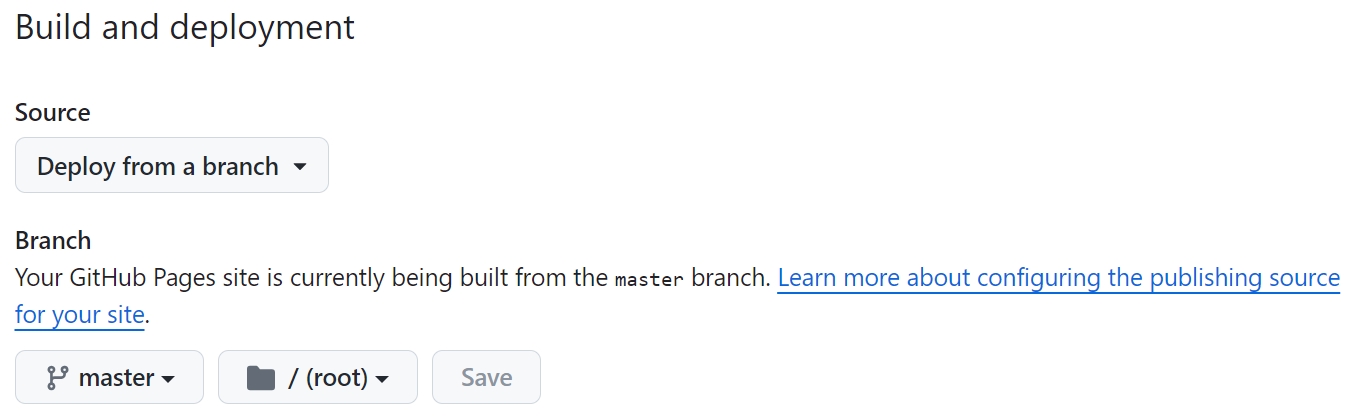 Build and deployment
Source
Deploy from a branch
Branch
Your GitHub Pages site is currently being built from the master branch. Learn more about configuring the publishing source
for your site.
master / (root) Save